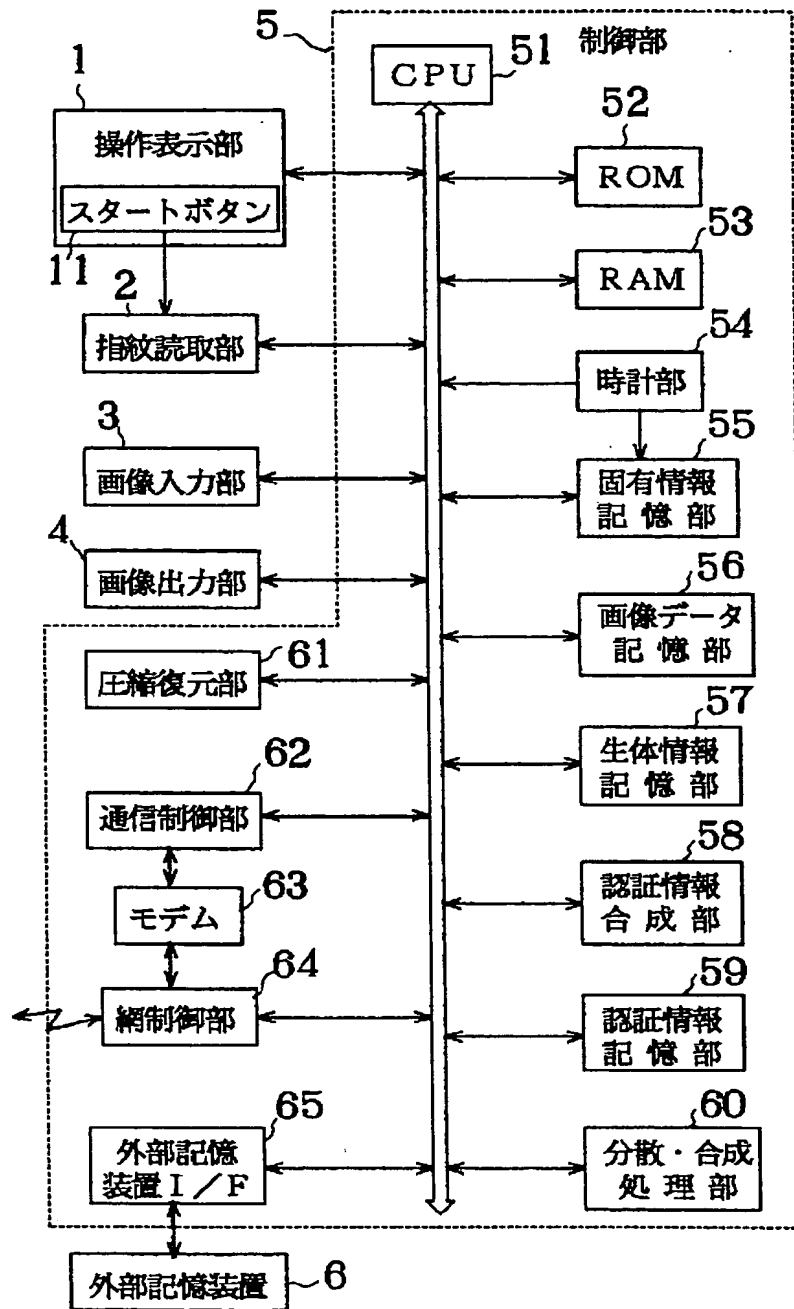 5
制御部
51
CPU
1
操作表示部
スタートボタン
11
52
ROM
53
RAM
2
指紋読取部
54
時計部
3
画像入力部
55
固有情報
記憶部
4
画像出力部
56
画像データ
記憶部
61
圧縮復元部
57
生体情報
記憶部
62
通信制御部
58
認証情報
合成部
63
モデム
64
網制御部
59
認証情報
記憶部
65
外部記憶
装置I/F
60
分散・合成
処理部
外部記憶装置
6